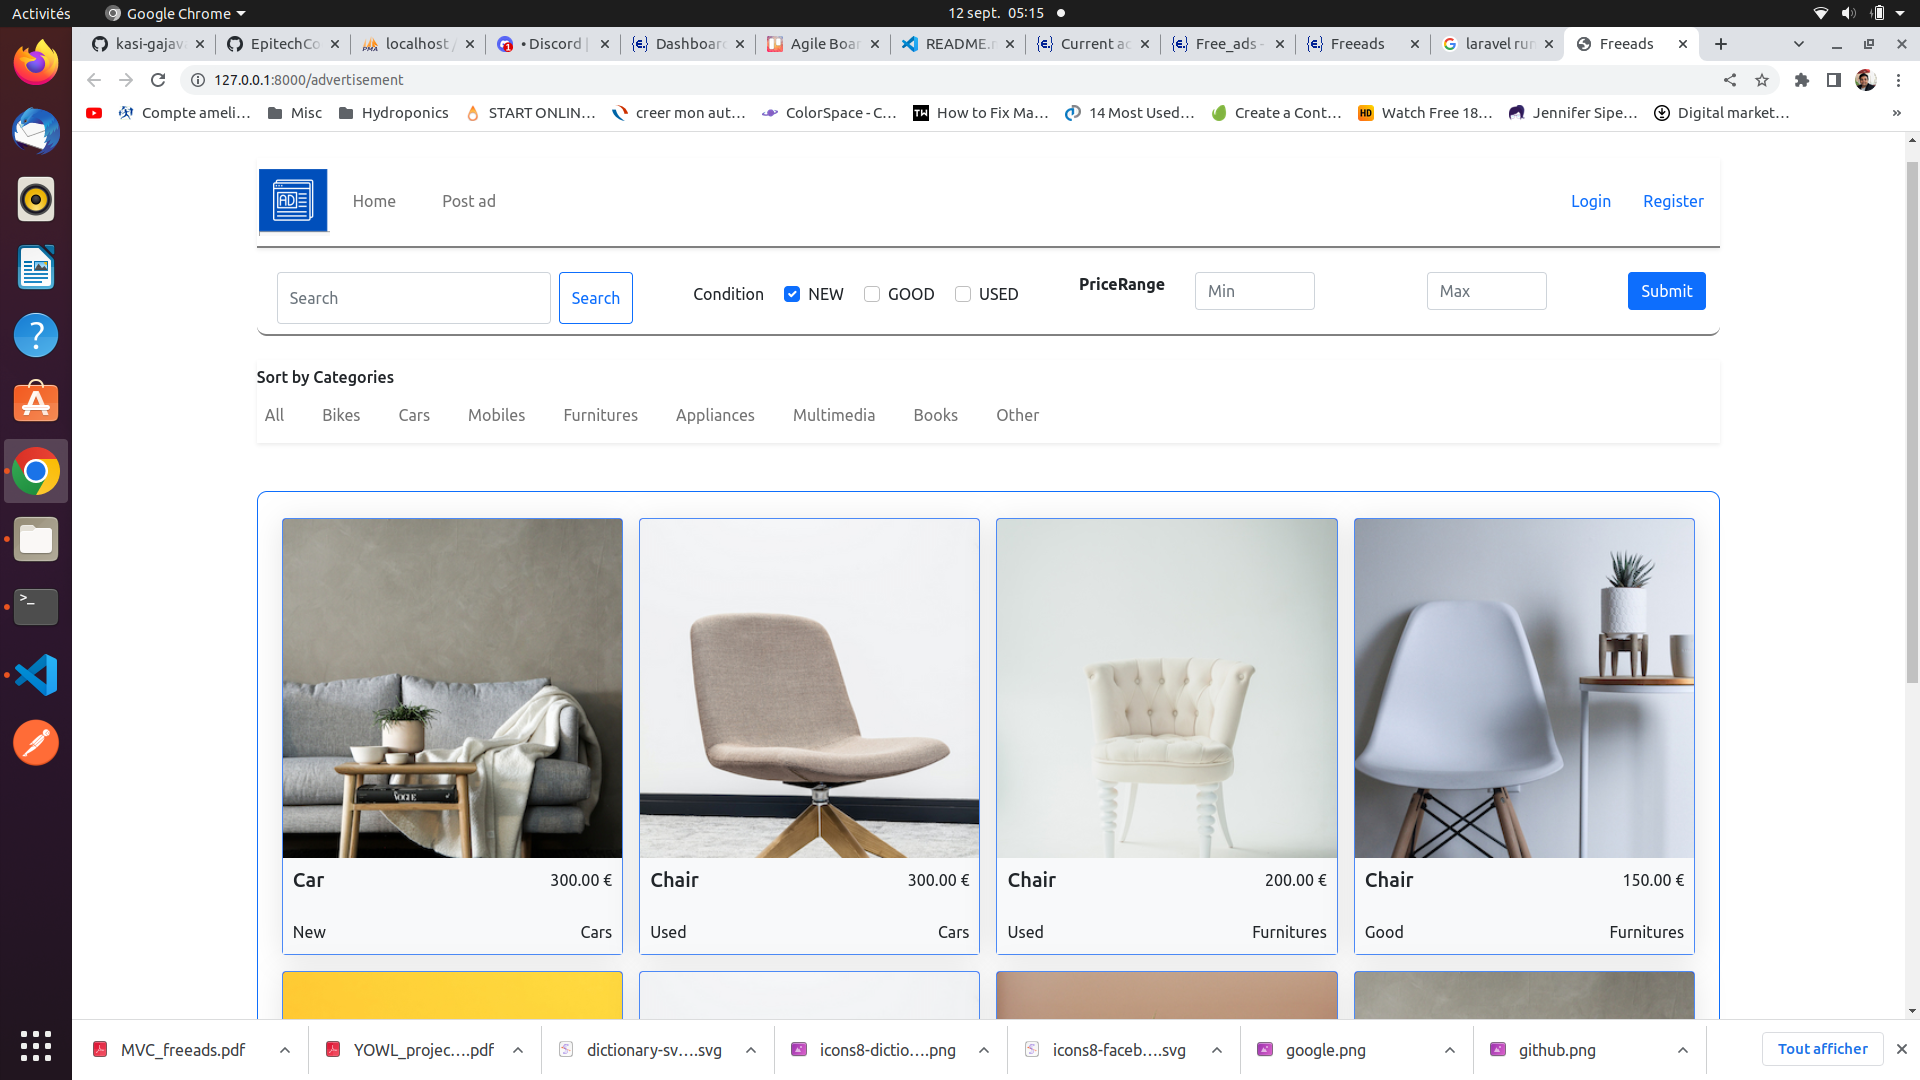 Activités
Google Chrome
12 sept. 05:15
kasi-gajava
EpitechCo
localhost /
• Discord |
Dashboard
Agile Boar
README.m
Current ac
Free_ads -
Freeads
laravel run
Freeads
127.0.0.1:8000/advertisement
Compte ameli…
Misc
Hydroponics
START ONLIN…
creer mon aut…
ColorSpace - C…
TW
How to Fix Ma…
14 Most Used…
Create a Cont…
HD
Watch Free 18…
Jennifer Sipe…
Digital market…
»
AD
Home
Post ad
Login
Register
Search
Search
Condition
NEW
GOOD
USED
PriceRange
Min
Max
Submit
Sort by Categories
All
Bikes
Cars
Mobiles
Furnitures
Appliances
Multimedia
Books
Other
VOGUE
Car
300.00 €
New
Cars
Chair
300.00 €
Used
Cars
Chair
200.00 €
Used
Furnitures
Chair
150.00 €
Good
Furnitures
MVC_freeads.pdf
YOWL_projec....pdf
dictionary-sv....svg
icons8-dictio....png
icons8-faceb....svg
google.png
github.png
Tout afficher